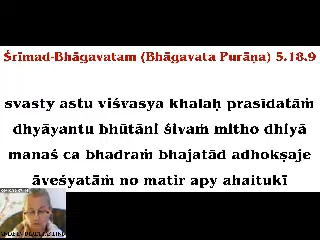 Śrīmad-Bhāgavatam (Bhāgavata Purāṇa) 5.18.9
svasty astu viśvasya khalaḥ prasīdatāṁ
dhyāyantu bhūtāni śivaṁ mitho dhiyā
manaś ca bhadraṁ bhajatād adhokṣaje
āveśyatāṁ no matir apy ahaitukī